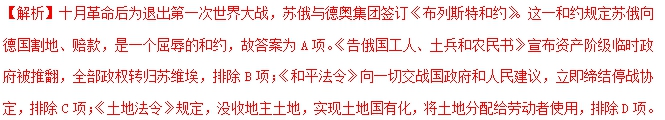 【解析】十月革命后为退出第一次世界大战，苏俄与德奥集团签订《布列斯特和约》。这一和约规定苏俄向
德国割地、赔款，是一个屈辱的和约，故答案为 A 项。《告俄国工人、士兵和农民书》宣布资产阶级临时政
府被推翻，全部政权转归苏维埃，排除 B 项；《和平法令》向一切交战国政府和人民建议，立即缔结停战协
定，排除 C 项；《土地法令》规定，没收地主土地，实现土地国有化，将土地分配给劳动者使用，排除 D 项。